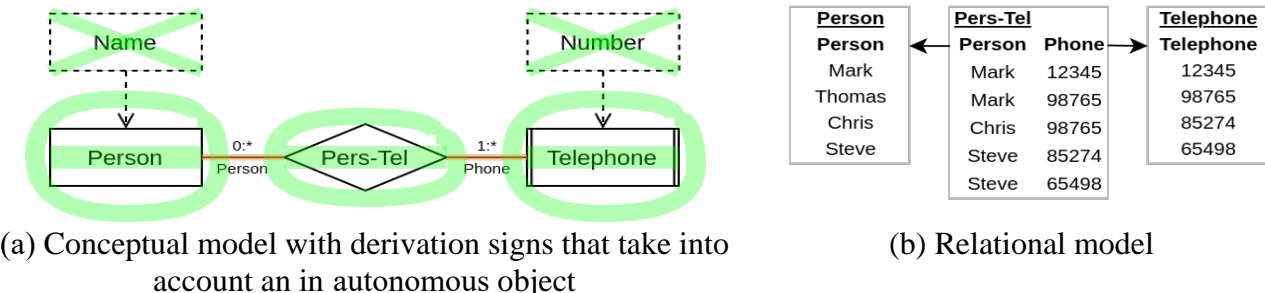 Name
Number
Person
0:*
Person
Pers-Tel
1:*
Phone
Telephone
(a) Conceptual model with derivation signs that take into
account an in autonomous object
Person Pers-Tel Telephone
Person Person Phone Telephone
Mark Mark 12345 12345
Thomas Mark 98765 98765
Chris Chris 98765 85274
Steve Steve 85274 65498
Steve 65498
(b) Relational model